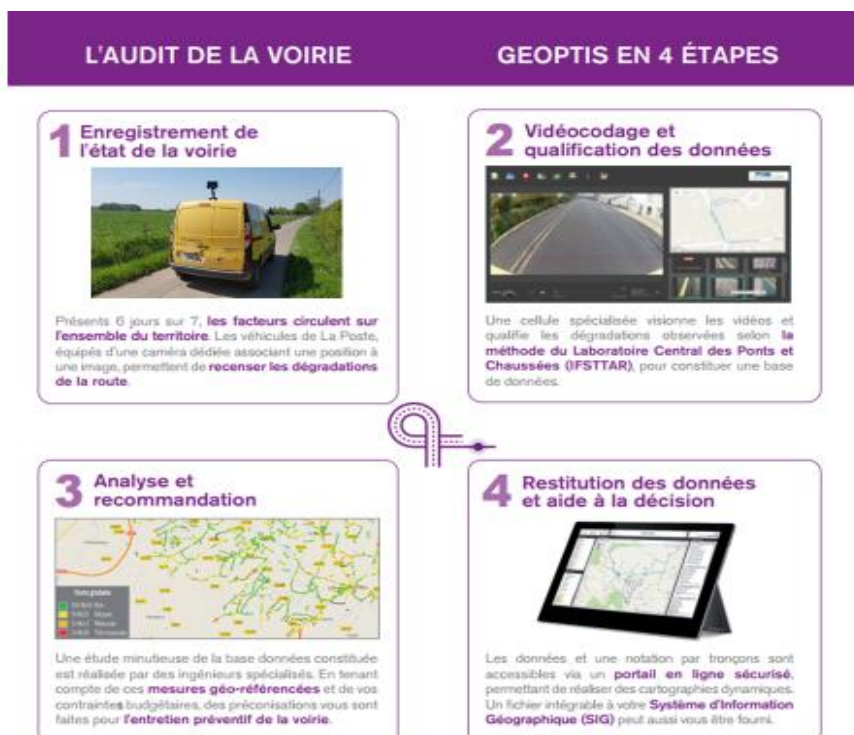 L'AUDIT DE LA VOIRIE
GEOPTIS EN 4 ÉTAPES
1 Enregistrement de
l'état de la voirie
Présents 6 jours sur 7, les facteurs circulent sur
l'ensemble du territoire. Les véhicules de La Poste,
équipés d'une caméra dédiée associant une position à
une image, permettent de recenser les dégradations
de la route.
2 Vidéocodage et
qualification des données
Une cellule spécialisée visionne les vidéos et
qualifie les dégradations observées selon la
méthode du Laboratoire Central des Ponts et
Chaussées (IFSTTAR), pour constituer une base
de données.
3 Analyse et
recommandation
Une étude minutieuse de la base données constituée
est réalisée par des ingénieurs spécialisés. En tenant
compte de ces mesures géo-référencées et de vos
contraintes budgétaires, des préconisations vous sont
faites pour l'entretien préventif de la voirie.
4 Restitution des données
et aide à la décision
Les données et une notation par tronçons sont
accessibles via un portail en ligne sécurisé,
permettant de réaliser des cartographies dynamiques.
Un fichier intégrable à votre Système d'Information
Géographique (SIG) peut aussi vous être fourni.